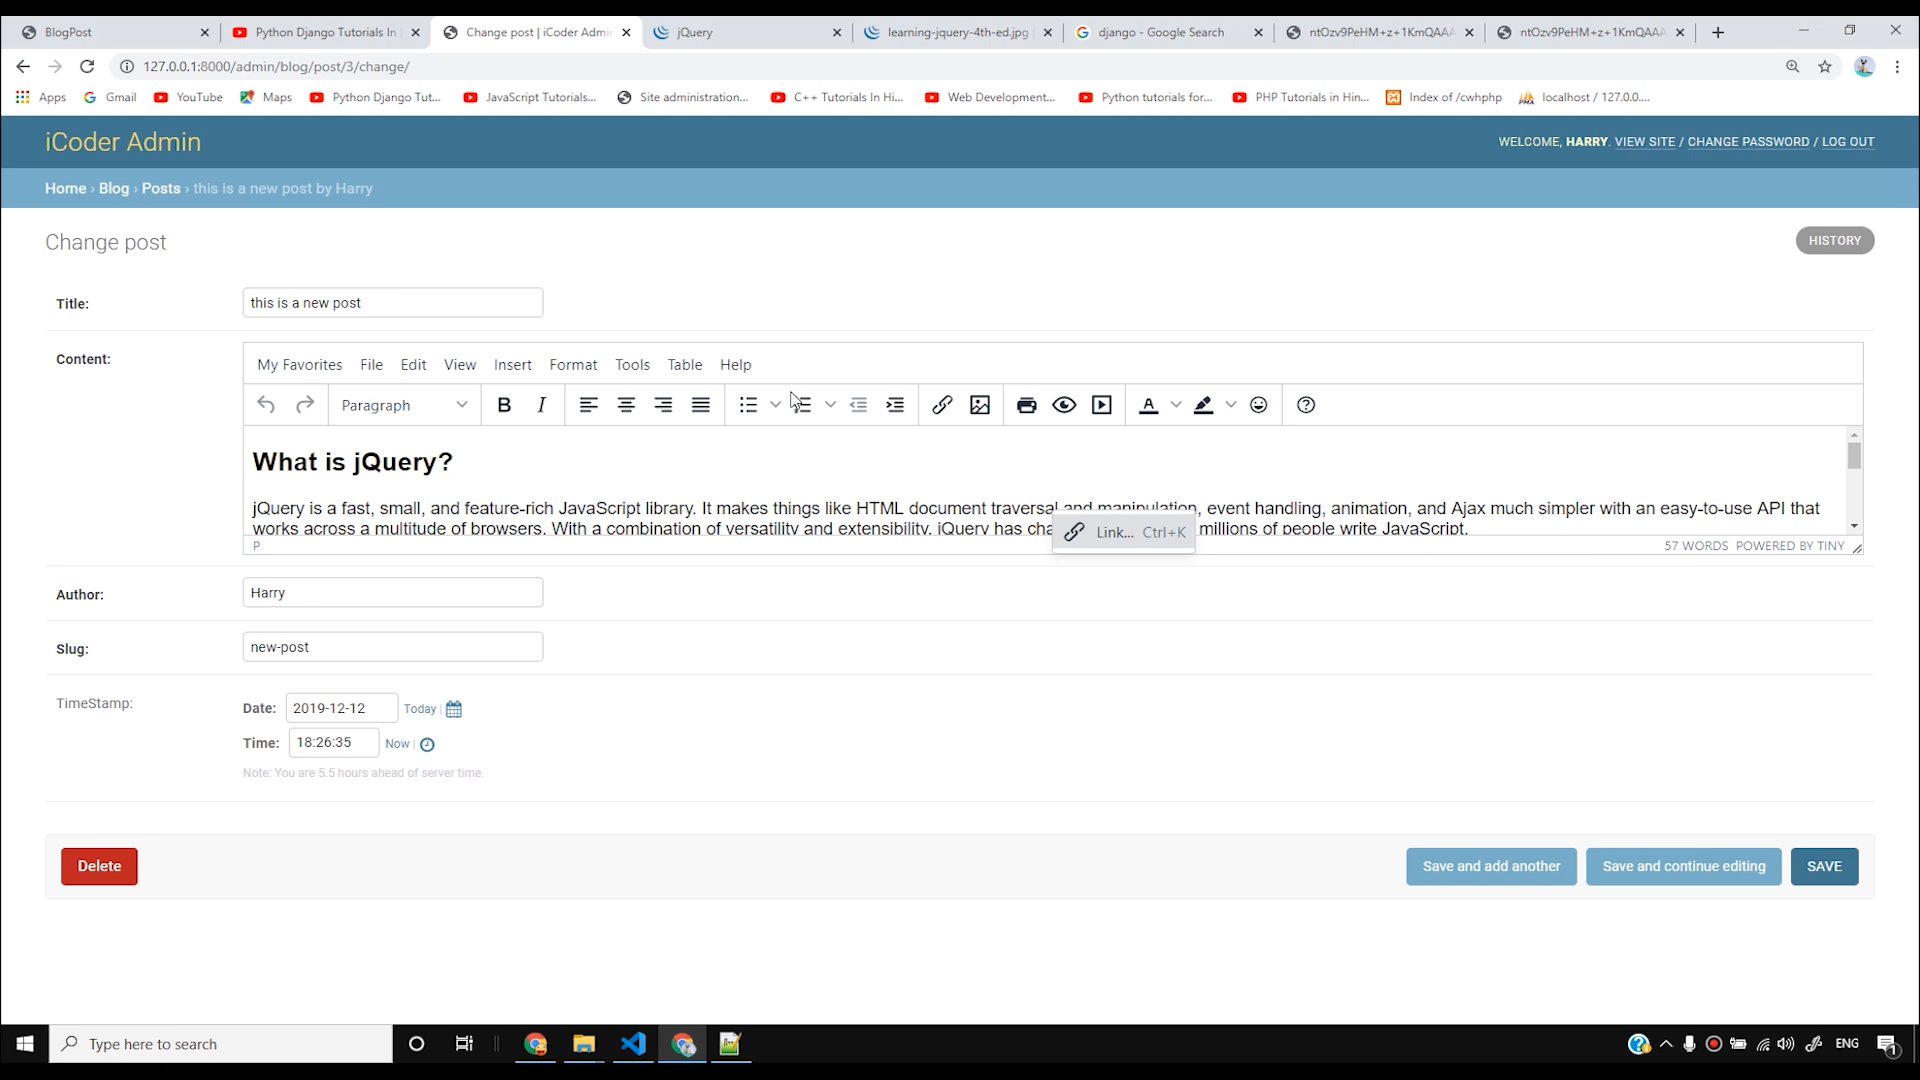 BlogPost
Python Django Tutorials In
Change post | iCoder Admin
jQuery
learning-jquery-4th-ed.jpg
django - Google Search
ntOzv9PeHM+z+1KmQAAA
ntOzv9PeHM+z+1KmQAAA
127.0.0.1:8000/admin/blog/post/3/change/
Apps
Gmail
YouTube
Maps
Python Django Tut...
JavaScript Tutorials...
Site administration...
C++ Tutorials In Hi...
Web Development...
Python tutorials for...
PHP Tutorials in Hin...
Index of /cwhphp
localhost / 127.0.0....
iCoder Admin
WELCOME, HARRY. VIEW SITE / CHANGE PASSWORD / LOG OUT
Home › Blog › Posts › this is a new post by Harry
Change post
HISTORY
Title:
this is a new post
Content:
My Favorites File Edit View Insert Format Tools Table Help
Paragraph
What is jQuery?
jQuery is a fast, small, and feature-rich JavaScript library. It makes things like HTML document traversal and manipulation, event handling, animation, and Ajax much simpler with an easy-to-use API that
works across a multitude of browsers. With a combination of versatility and extensibility, jQuery has cha
millions of people write JavaScript.
Link... Ctrl+K
P
57 WORDS POWERED BY TINY
Author:
Harry
Slug:
new-post
TimeStamp:
Date: 2019-12-12 Today |
Time: 18:26:35 Now |
Note: You are 5.5 hours ahead of server time.
Delete
Save and add another
Save and continue editing
SAVE
Type here to search
ENG
1